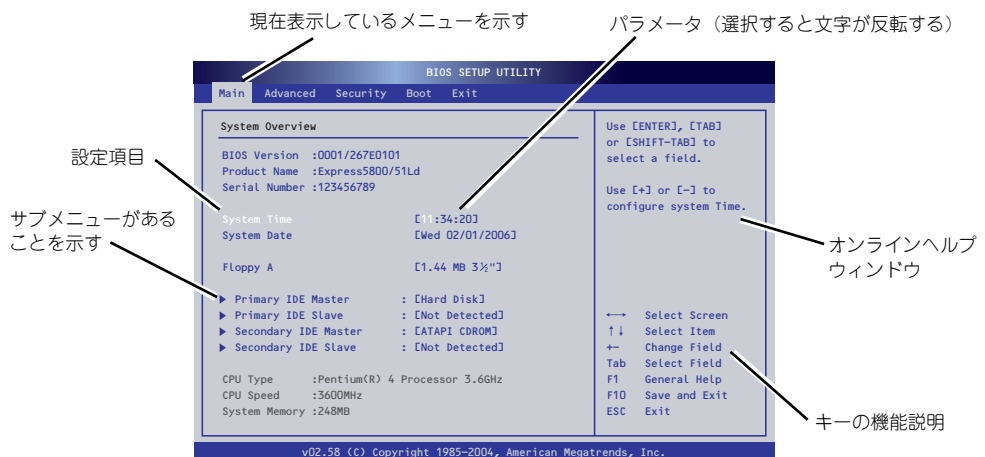 現在表示しているメニューを示す
パラメータ（選択すると文字が反転する）
BIOS SETUP UTILITY
Main Advanced Security Boot Exit
設定項目
サブメニューがある
ことを示す
System Overview
BIOS Version :0001/267ED101
Product Name :Express5800/51Ld
Serial Number :123456789
System Time [11:34:20]
System Date [Wed 02/01/2006]
Floppy A [1.44 MB 3½"]
▶ Primary IDE Master : [Hard Disk]
▶ Primary IDE Slave : [Not Detected]
▶ Secondary IDE Master : [ATAPI CDROM]
▶ Secondary IDE Slave : [Not Detected]
CPU Type :Pentium(R) 4 Processor 3.6GHz
CPU Speed :3600MHz
System Memory :248MB
Use [ENTER], [TAB]
or [SHIFT-TAB] to
select a field.
Use [+] or [-] to
configure system Time.
←→ Select Screen
↑↓ Select Item
+- Change Field
Tab Select Field
F1 General Help
F10 Save and Exit
ESC Exit
オンラインヘルプ
ウィンドウ
キーの機能説明
v02.58 (C) Copyright 1985-2004, American Megatrends, Inc.